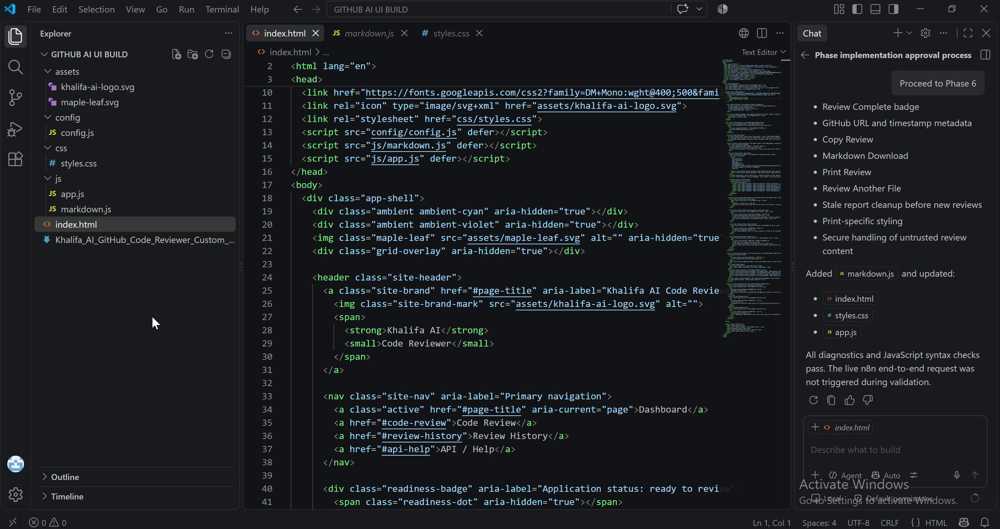 File Edit Selection View Go Run Terminal Help
GITHUB AI UI BUILD
Explorer
GITHUB AI UI BUILD
assets
khalifa-ai-logo.svg
maple-leaf.svg
config
JS config.js
css
# styles.css
js
JS app.js
JS markdown.js
<> index.html
Khalifa_AI_GitHub_Code_Reviewer_Custom_...
Outline
Timeline
<> index.html
JS markdown.js
# styles.css
<> index.html > ...
Text Editor
2 <html lang="en">
3 <head>
10 <link href="https://fonts.googleapis.com/css2?family=DM+Mono:wght@400;500&fami
11 <link rel="icon" type="image/svg+xml" href="assets/khalifa-ai-logo.svg">
12 <link rel="stylesheet" href="css/styles.css">
13 <script src="config/config.js" defer></script>
14 <script src="js/markdown.js" defer></script>
15 <script src="js/app.js" defer></script>
16 </head>
17 <body>
18 <div class="app-shell">
19 <div class="ambient ambient-cyan" aria-hidden="true"></div>
20 <div class="ambient ambient-violet" aria-hidden="true"></div>
21 <img class="maple-leaf" src="assets/maple-leaf.svg" alt="" aria-hidden="true"
22 <div class="grid-overlay" aria-hidden="true"></div>
23
24 <header class="site-header">
25 <a class="site-brand" href="#page-title" aria-label="Khalifa AI Code Reviewer">
26 <img class="site-brand-mark" src="assets/khalifa-ai-logo.svg" alt="">
27 <span>
28 <strong>Khalifa AI</strong>
29 <small>Code Reviewer</small>
30 </span>
31 </a>
32
33 <nav class="site-nav" aria-label="Primary navigation">
34 <a class="active" href="#page-title" aria-current="page">Dashboard</a>
35 <a href="#code-review">Code Review</a>
36 <a href="#review-history">Review History</a>
37 <a href="#api-help">API / Help</a>
38 </nav>
39
40 <div class="readiness-badge" aria-label="Application status: ready to review">
41 <span class="readiness-dot" aria-hidden="true"></span>
Chat
Phase implementation approval process
Proceed to Phase 6
• Review Complete badge
• GitHub URL and timestamp metadata
• Copy Review
• Markdown Download
• Print Review
• Review Another File
• Stale report cleanup before new reviews
• Print-specific styling
• Secure handling of untrusted review
content
Added JS markdown.js and updated:
• <> index.html
• # styles.css
• JS app.js
All diagnostics and JavaScript syntax checks
pass. The live n8n end-to-end request was
not triggered during validation.
+ <> index.html
Describe what to build
Agent Auto
Activate Windows
Local Default permissions
Go to Settings to activate Windows.
0 0
Ln 1, Col 1 Spaces: 4 UTF-8 CRLF { } HTML